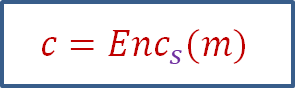 c = Enc_s(m)